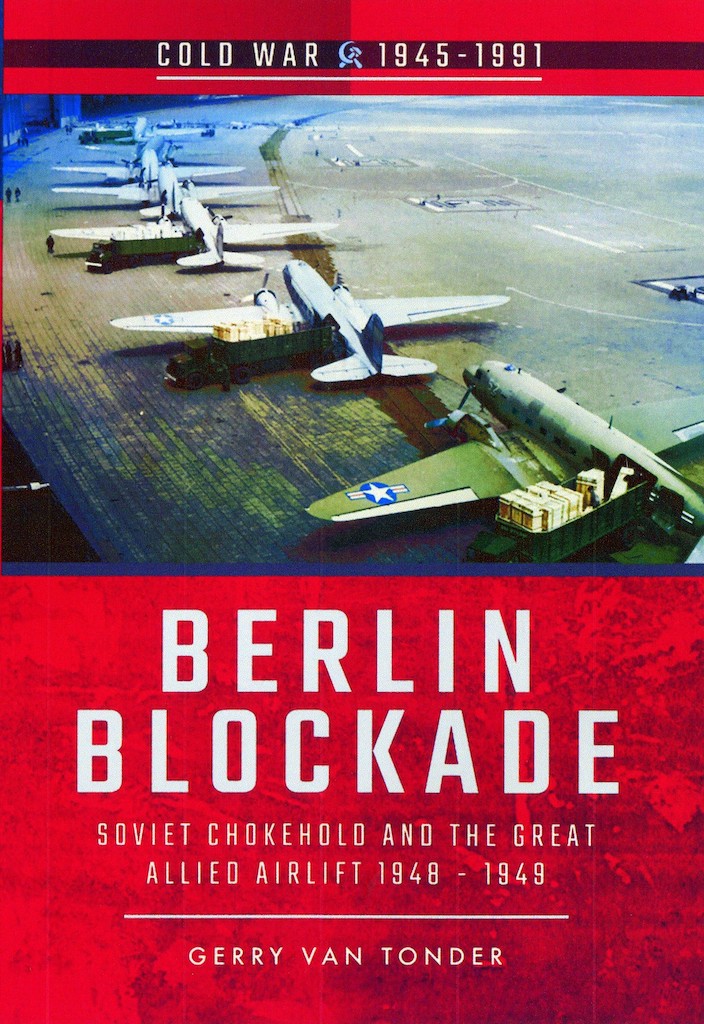 COLD WAR 1945-1991
BERLIN
BLOCKADE
SOVIET CHOKEHOLD AND THE GREAT
ALLIED AIRLIFT 1948 - 1949
GERRY VAN TONDER